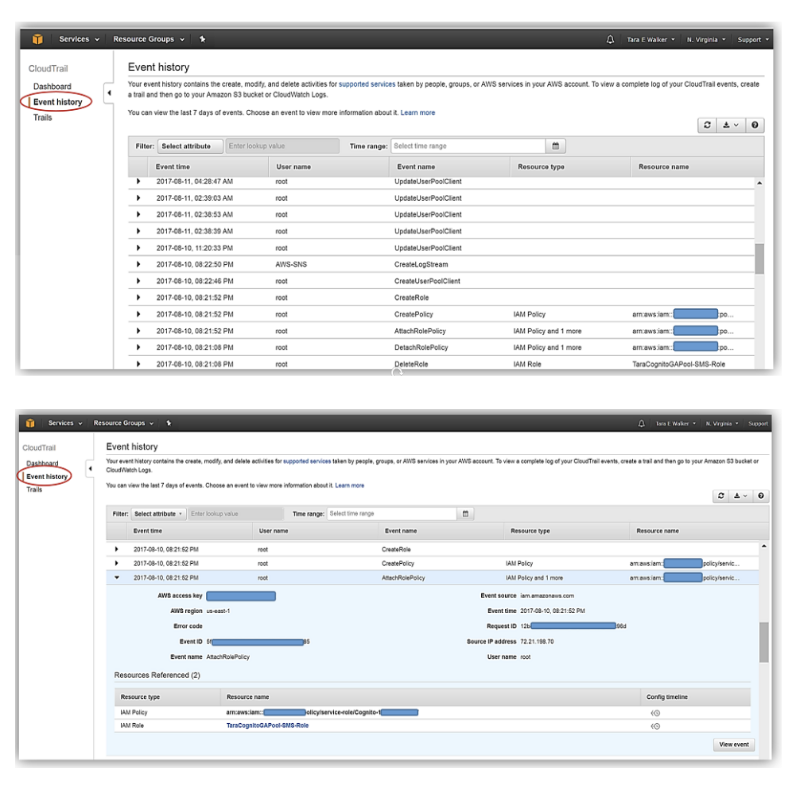 Services Resource Groups Tara E Walker N. Virginia Support
CloudTrail
Dashboard
Event history
Trails
Event history
Your event history contains the create, modify, and delete activities for supported services taken by people, groups, or AWS services in your AWS account. To view a complete log of your CloudTrail events, create
a trail and then go to your Amazon S3 bucket or CloudWatch Logs.
You can view the last 7 days of events. Choose an event to view more information about it. Learn more
Filter: Select attribute Enter lookup value Time range: Select time range
Event time User name Event name Resource type Resource name
2017-08-11, 04:28:47 AM root UpdateUserPoolClient
2017-08-11, 02:39:03 AM root UpdateUserPoolClient
2017-08-11, 02:38:53 AM root UpdateUserPoolClient
2017-08-11, 02:38:39 AM root UpdateUserPoolClient
2017-08-10, 11:20:33 PM root UpdateUserPoolClient
2017-08-10, 08:22:50 PM AWS-SNS CreateLogStream
2017-08-10, 08:22:46 PM root CreateUserPoolClient
2017-08-10, 08:21:52 PM root CreateRole
2017-08-10, 08:21:52 PM root CreatePolicy IAM Policy arn:aws:iam:: :po...
2017-08-10, 08:21:52 PM root AttachRolePolicy IAM Policy and 1 more arn:aws:iam:: :po...
2017-08-10, 08:21:08 PM root DetachRolePolicy IAM Policy and 1 more arn:aws:iam:: :po...
2017-08-10, 08:21:08 PM root DeleteRole IAM Role TaraCognitoGAPool-SMS-Role
Services Resource Groups Tara E Walker N. Virginia Support
CloudTrail
Dashboard
Event history
Trails
Event history
Your event history contains the create, modify, and delete activities for supported services taken by people, groups, or AWS services in your AWS account. To view a complete log of your CloudTrail events, create a trail and then go to your Amazon S3 bucket or
CloudWatch Logs.
You can view the last 7 days of events. Choose an event to view more information about it. Learn more
Filter: Select attribute Enter lookup value Time range: Select time range
Event time User name Event name Resource type Resource name
2017-08-10, 08:21:52 PM root CreateRole
2017-08-10, 08:21:52 PM root CreatePolicy IAM Policy arn:aws:iam: policy/servic...
2017-08-10, 08:21:52 PM root AttachRolePolicy IAM Policy and 1 more arn:aws:iam: policy/servic...
AWS access key Event source iam.amazonaws.com
AWS region us-east-1 Event time 2017-08-10, 08:21:52 PM
Error code Request ID 12b 98d
Event ID Source IP address 72.21.198.70
Event name AttachRolePolicy User name root
Resources Referenced (2)
Resource type Resource name Config timeline
IAM Policy arn:aws:iam:: policy/service-role/Cognito-1
IAM Role TaraCognitoGAPool-SMS-Role
View event